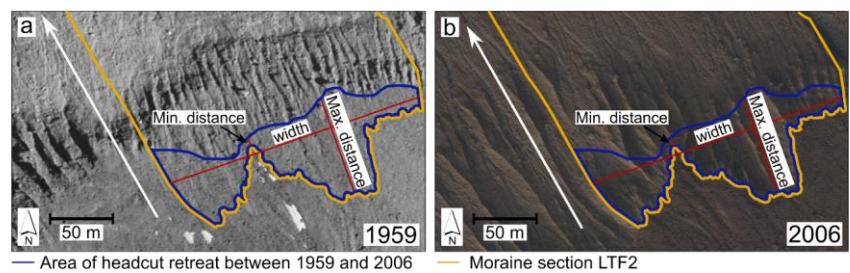 a
Min. distance
width
Max. distance
N
50 m
1959
b
Min. distance
width
Max. distance
N
50 m
2006
Area of headcut retreat between 1959 and 2006
Moraine section LTF2